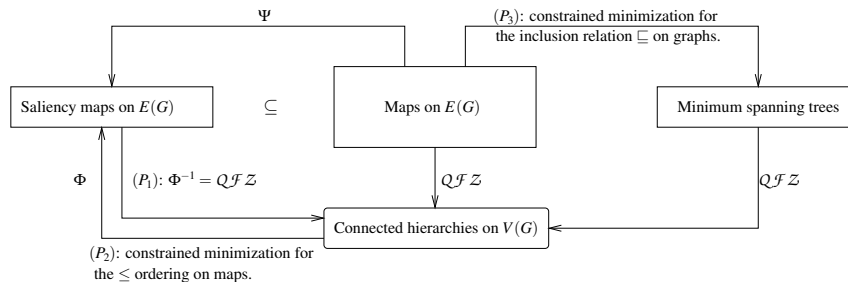 Ψ
(P₃): constrained minimization for
the inclusion relation ⊑ on graphs.
Saliency maps on E(G)
⊆
Maps on E(G)
Minimum spanning trees
Φ
(P₁): Φ⁻¹ = QFZ
QFZ
QFZ
Connected hierarchies on V(G)
(P₂): constrained minimization for
the ≤ ordering on maps.